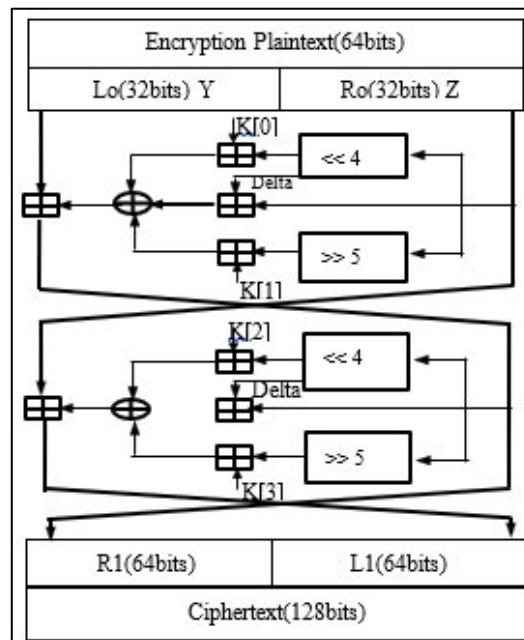 Encryption Plaintext(64bits)
Lo(32bits) Y
Ro(32bits) Z
K[0]
<< 4
Delta
>> 5
K[1]
K[2]
<< 4
Delta
>> 5
K[3]
R1(64bits)
L1(64bits)
Ciphertext(128bits)